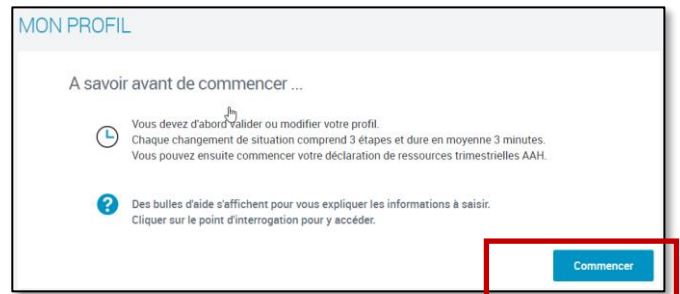 MON PROFIL
A savoir avant de commencer ...
Vous devez d'abord valider ou modifier votre profil.
Chaque changement de situation comprend 3 étapes et dure en moyenne 3 minutes.
Vous pouvez ensuite commencer votre déclaration de ressources trimestrielles AAH.
?
Des bulles d'aide s'affichent pour vous expliquer les informations à saisir.
Cliquer sur le point d'interrogation pour y accéder.
Commencer